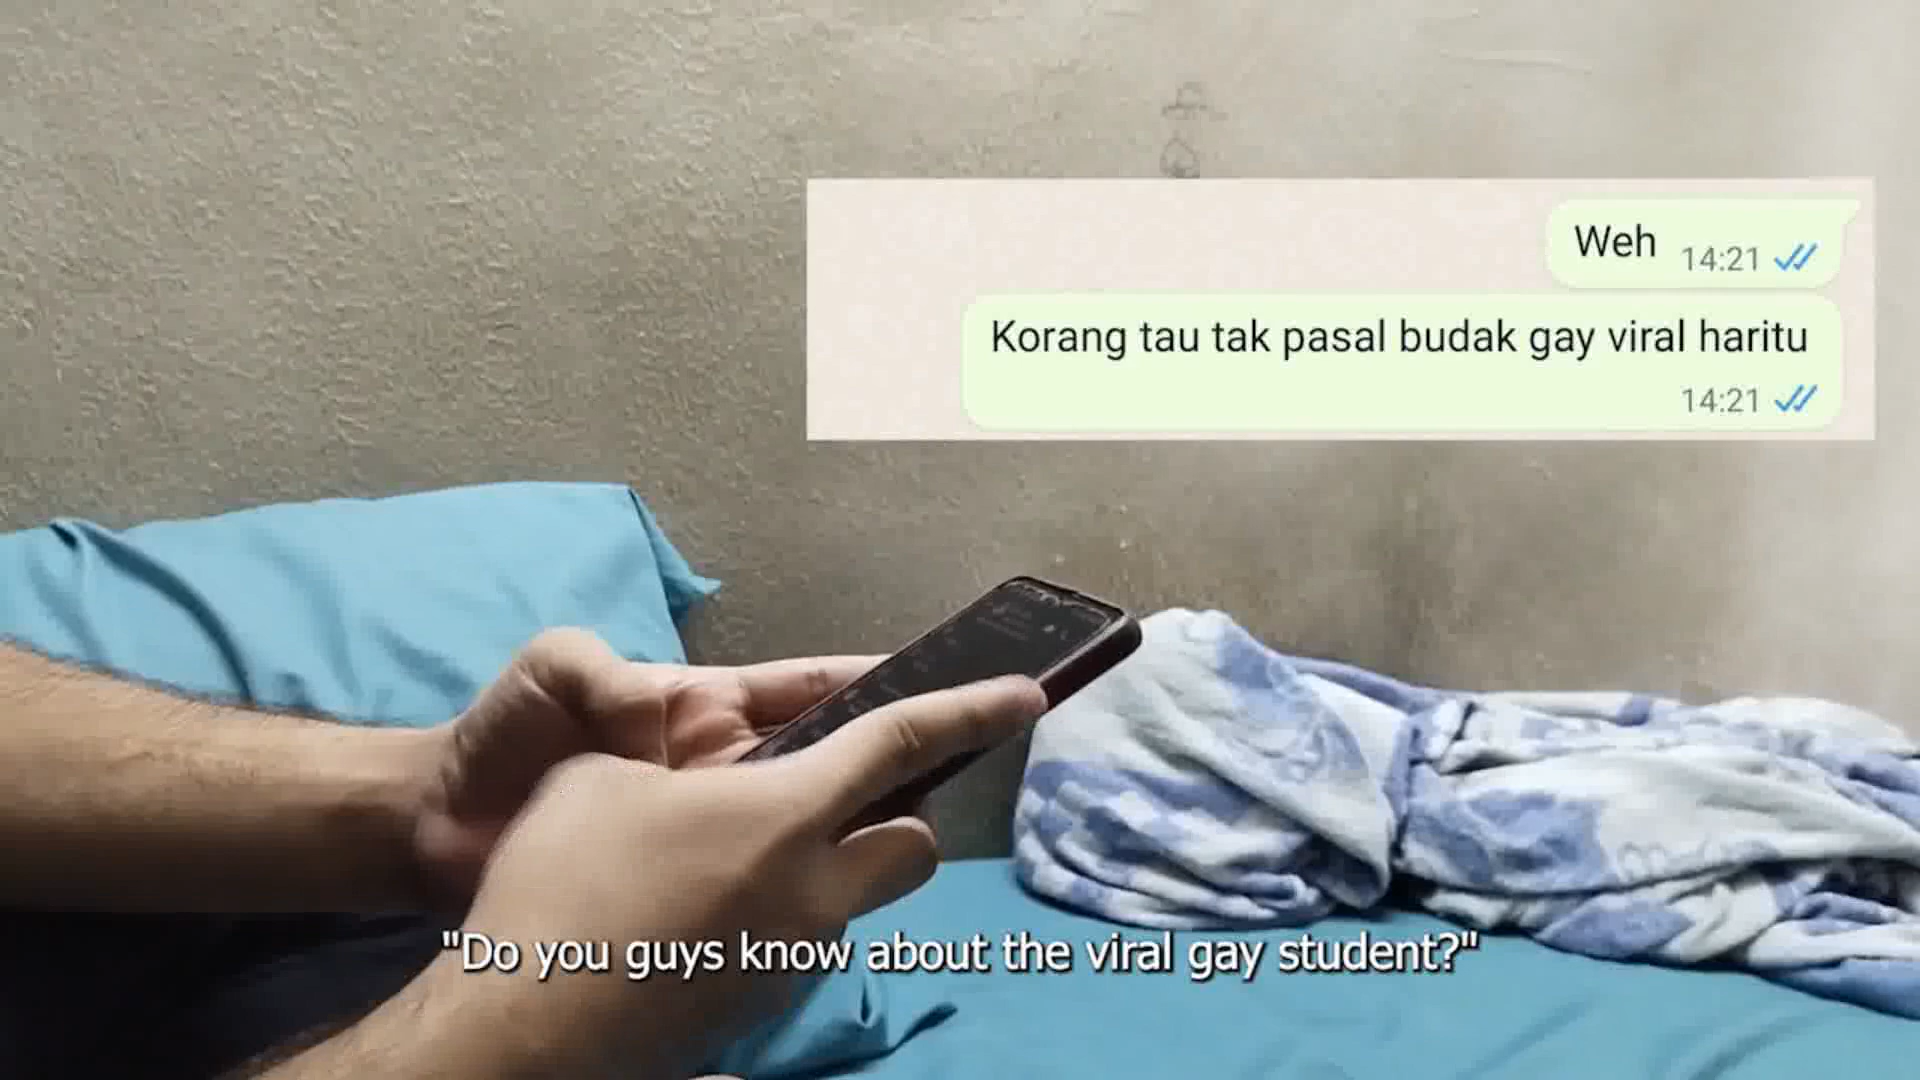 Weh 14:21
Korang tau tak pasal budak gay viral haritu
14:21
"Do you guys know about the viral gay student?"